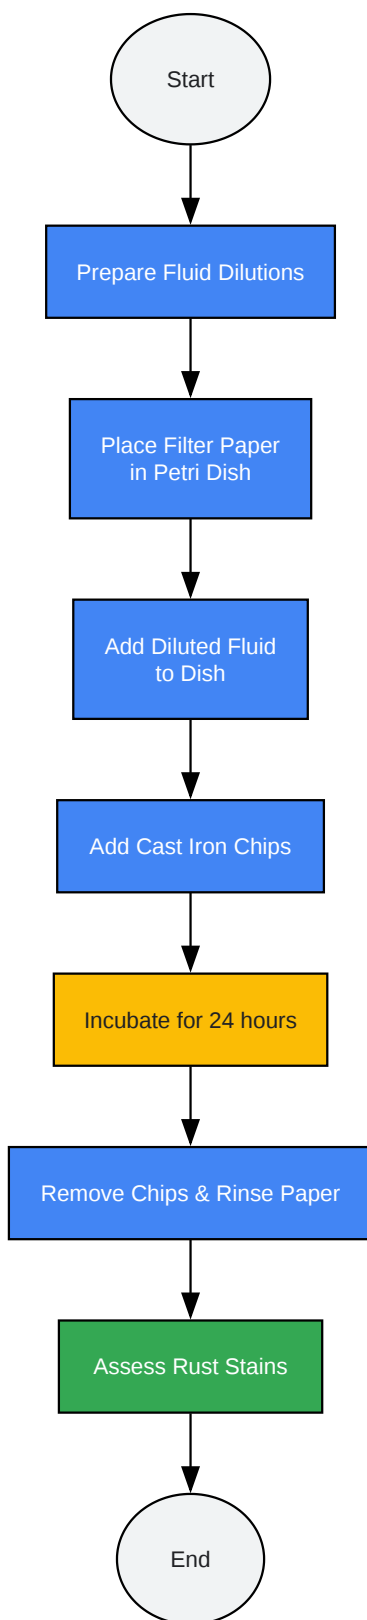 Start
Prepare Fluid Dilutions
Place Filter Paper
in Petri Dish
Add Diluted Fluid
to Dish
Add Cast Iron Chips
Incubate for 24 hours
Remove Chips & Rinse Paper
Assess Rust Stains
End